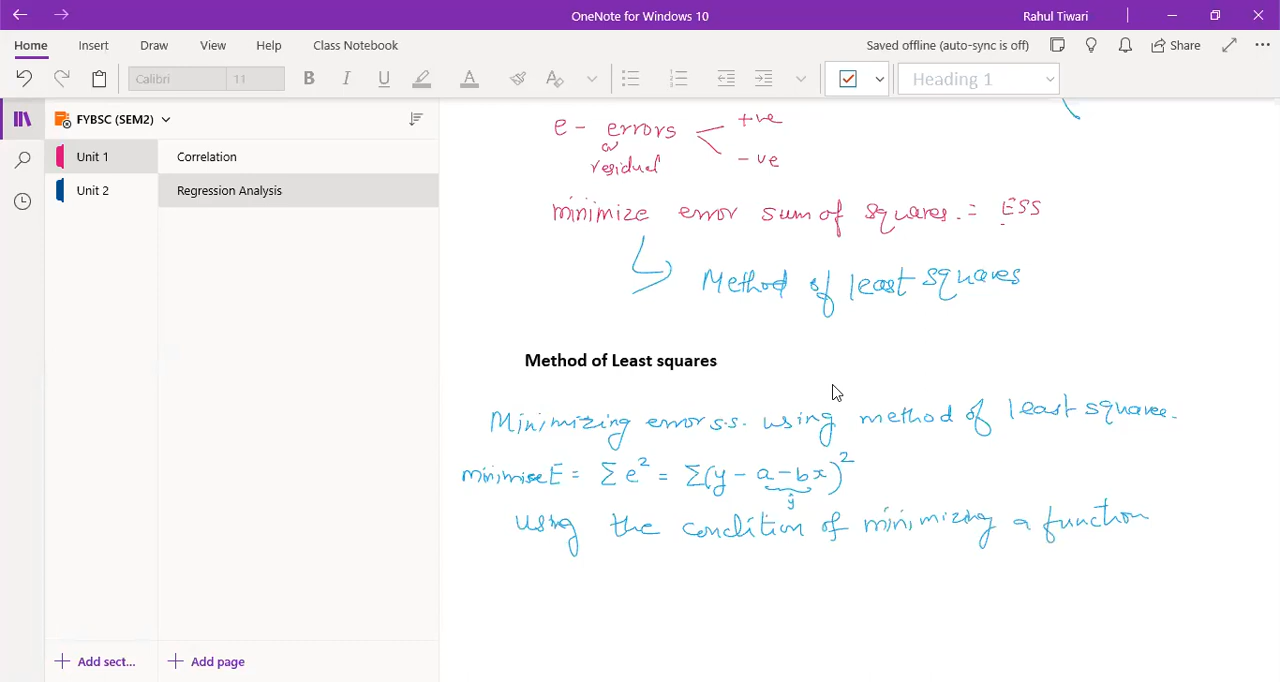 OneNote for Windows 10
Rahul Tiwari
Home Insert Draw View Help Class Notebook
Saved offline (auto-sync is off) Share
Calibri 11 B I U A A Heading 1
FYBSC (SEM2)
Unit 1
Unit 2
Correlation
Regression Analysis
Add sect...
Add page
e - errors +ve
or
residual - ve
minimize error sum of squares. = ESS
Method of least squares
Method of Least squares
Minimizing error s.s. using method of least squares.
minimise E = Σe² = Σ(y - a - bx)²
ŷ
using the condition of minimizing a function